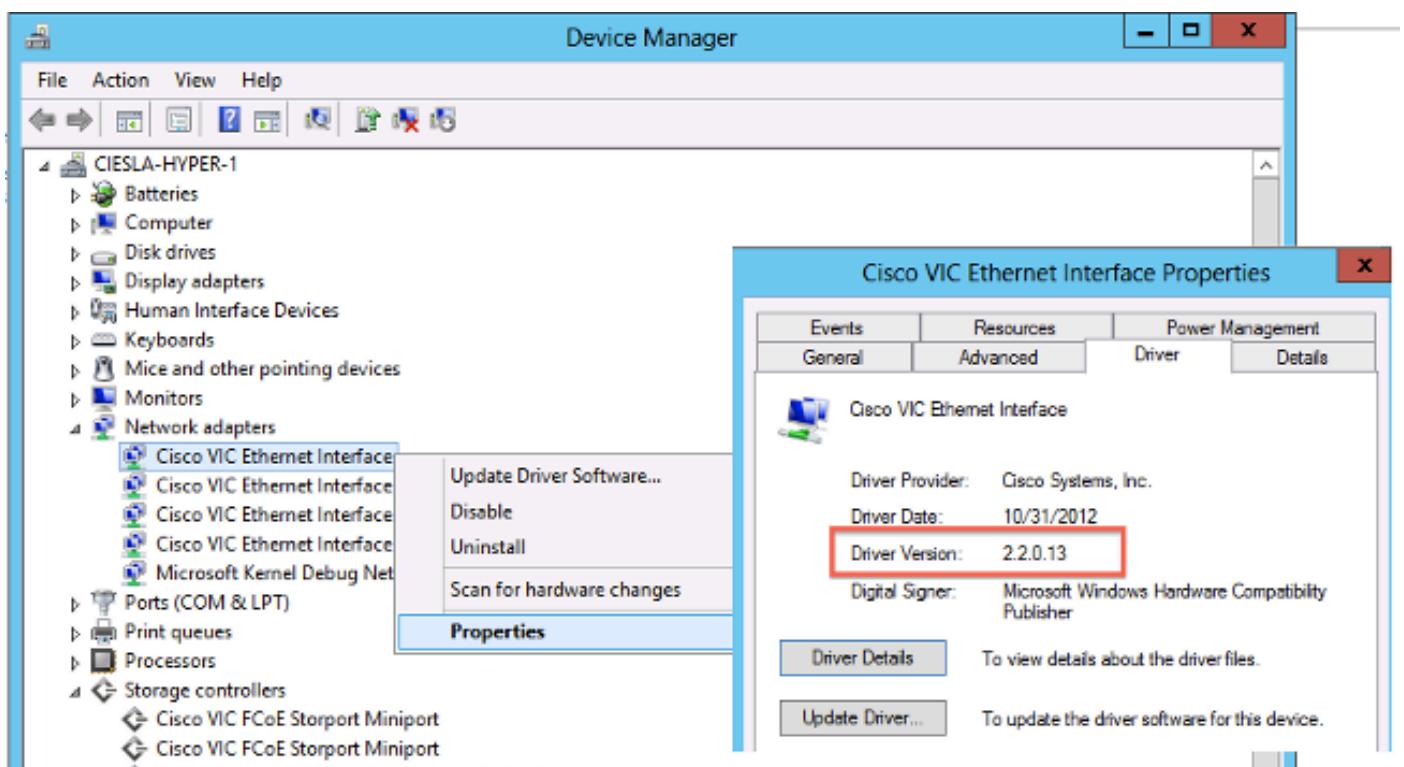 Device Manager
File Action View Help
CIESLA-HYPER-1
Batteries
Computer
Disk drives
Display adapters
Human Interface Devices
Keyboards
Mice and other pointing devices
Monitors
Network adapters
Cisco VIC Ethernet Interface
Cisco VIC Ethernet Interface
Cisco VIC Ethernet Interface
Cisco VIC Ethernet Interface
Microsoft Kernel Debug Net
Ports (COM & LPT)
Print queues
Processors
Storage controllers
Cisco VIC FCoE Storport Miniport
Cisco VIC FCoE Storport Miniport
Update Driver Software...
Disable
Uninstall
Scan for hardware changes
Properties
Cisco VIC Ethernet Interface Properties
Events Resources Power Management
General Advanced Driver Details
Cisco VIC Ethernet Interface
Driver Provider: Cisco Systems, Inc.
Driver Date: 10/31/2012
Driver Version: 2.2.0.13
Digital Signer: Microsoft Windows Hardware Compatibility
Publisher
Driver Details To view details about the driver files.
Update Driver... To update the driver software for this device.